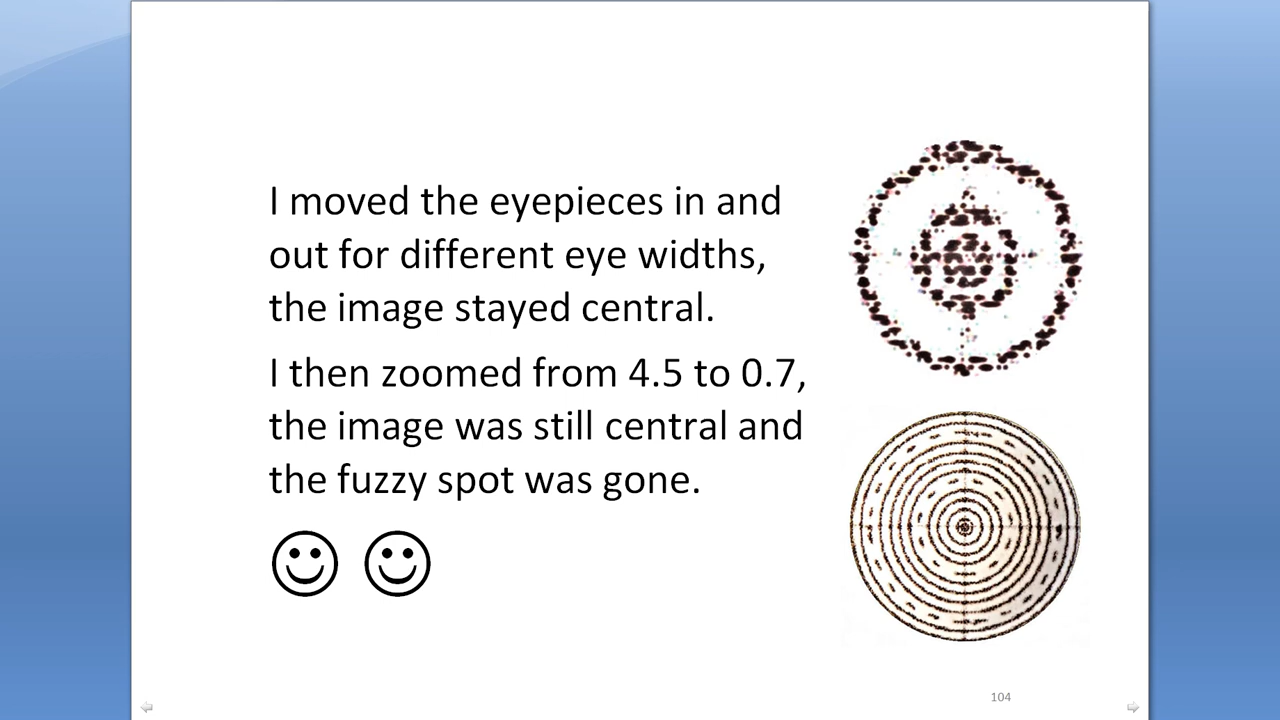 I moved the eyepieces in and
out for different eye widths,
the image stayed central.
I then zoomed from 4.5 to 0.7,
the image was still central and
the fuzzy spot was gone.
104